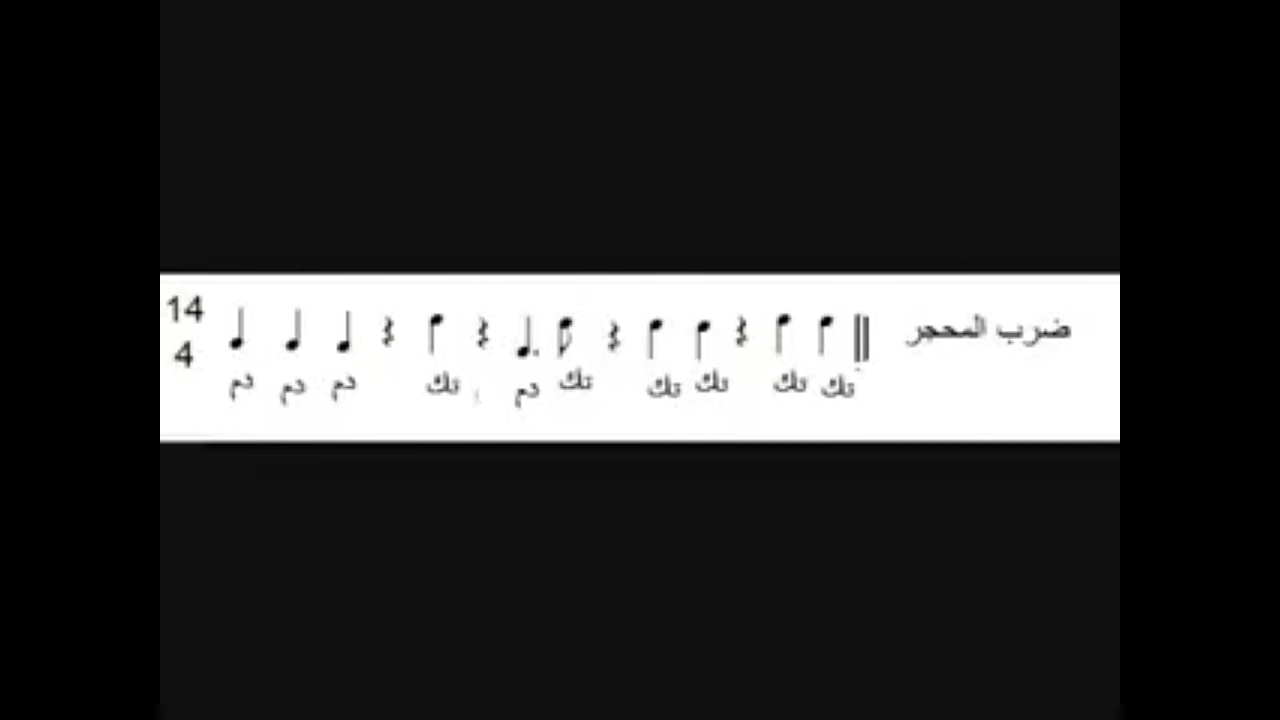 14
4
ضرب المحجر
دم دم دم تك دم تك تك تك تك تك